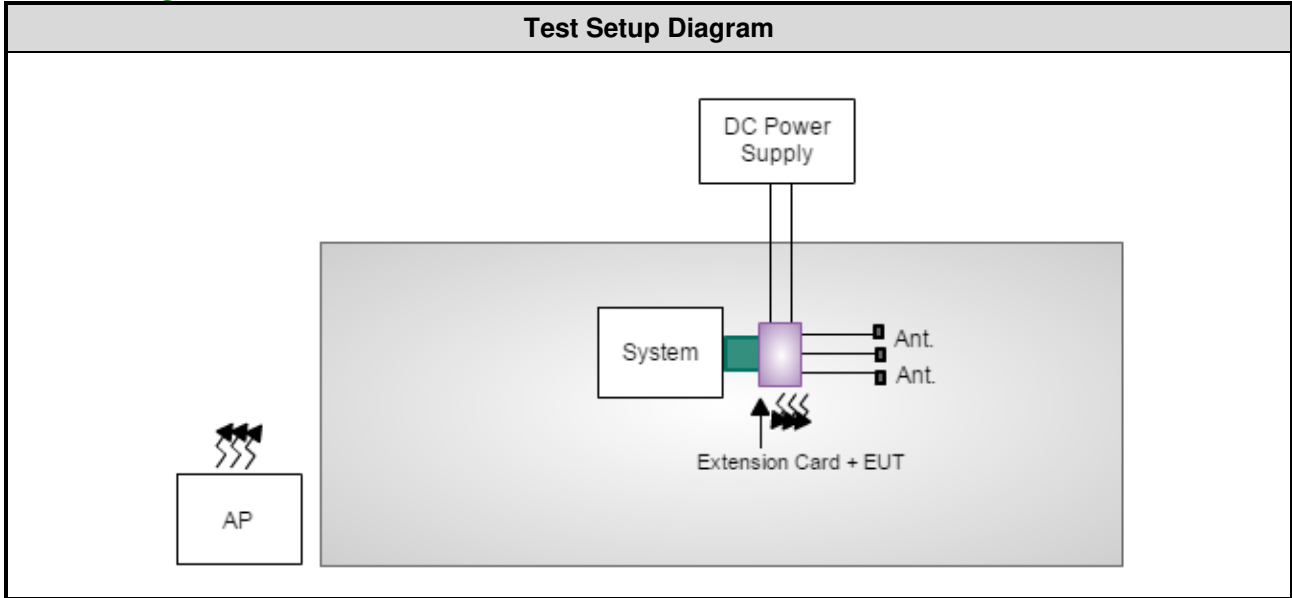 Test Setup Diagram
DC Power
Supply
System
Ant.
Ant.
Extension Card + EUT
AP